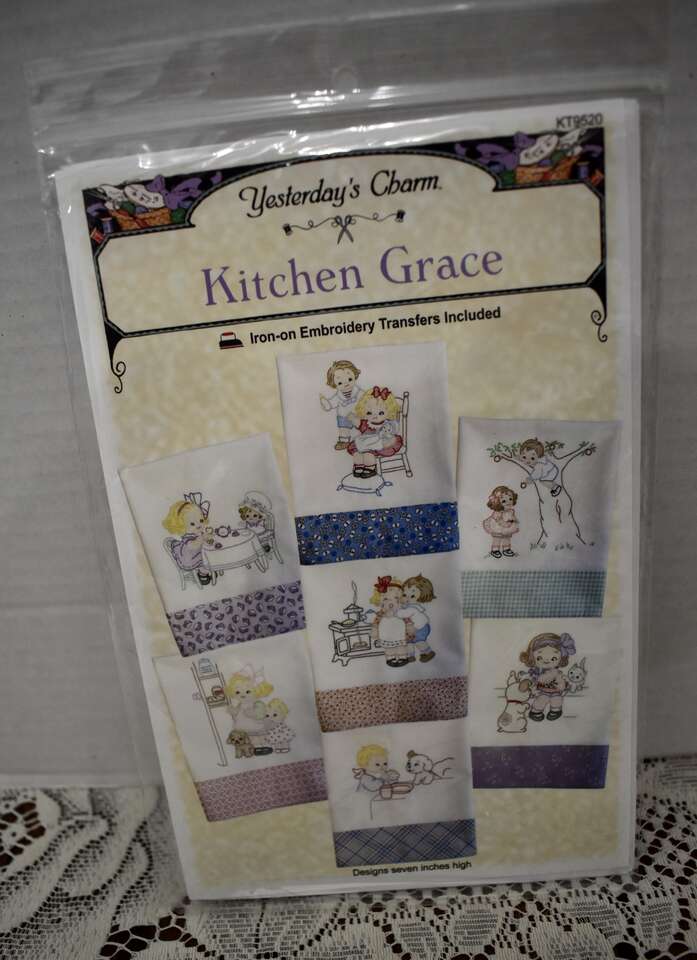 KT9520
Yesterday's Charm
Kitchen Grace
Iron-on Embroidery Transfers Included
Designs seven inches high